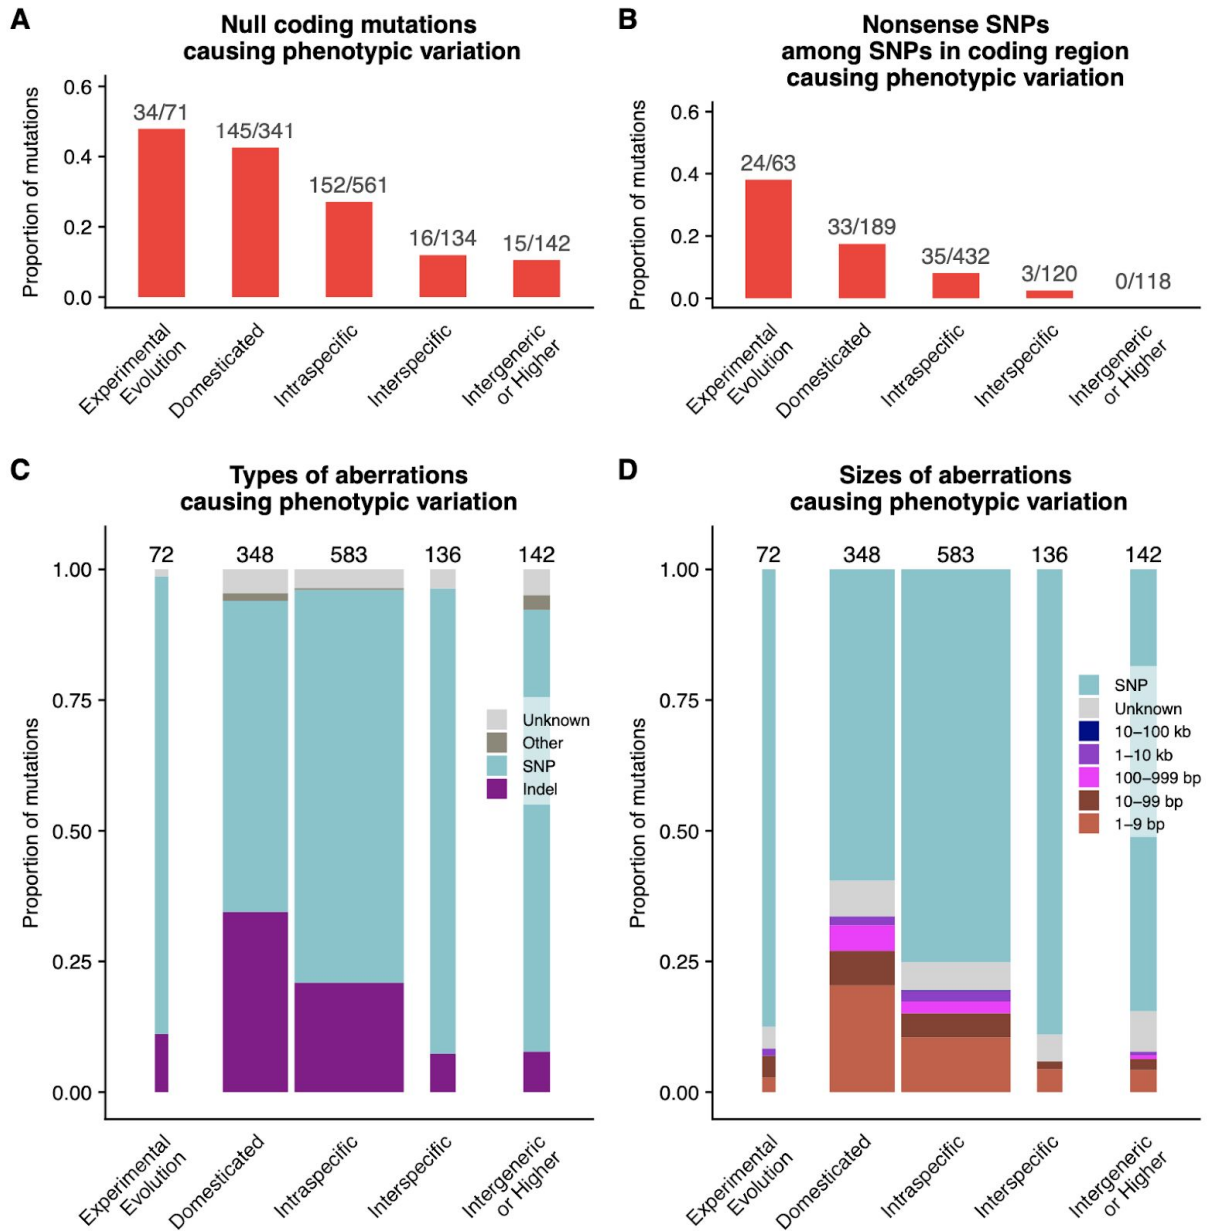 A
Null coding mutations
causing phenotypic variation
Proportion of mutations
0.6
0.4
0.2
0.0
34/71
145/341
152/561
16/134
15/142
Experimental
Evolution
Domesticated
Intraspecific
Interspecific
Intergeneric
or Higher
B
Nonsense SNPs
among SNPs in coding region
causing phenotypic variation
Proportion of mutations
0.6
0.4
0.2
0.0
24/63
33/189
35/432
3/120
0/118
Experimental
Evolution
Domesticated
Intraspecific
Interspecific
Intergeneric
or Higher
C
Types of aberrations
causing phenotypic variation
Proportion of mutations
1.00
0.75
0.50
0.25
0.00
72
348
583
136
142
Unknown
Other
SNP
Indel
Experimental
Evolution
Domesticated
Intraspecific
Interspecific
Intergeneric
or Higher
D
Sizes of aberrations
causing phenotypic variation
Proportion of mutations
1.00
0.75
0.50
0.25
0.00
72
348
583
136
142
SNP
Unknown
10–100 kb
1–10 kb
100–999 bp
10–99 bp
1–9 bp
Experimental
Evolution
Domesticated
Intraspecific
Interspecific
Intergeneric
or Higher